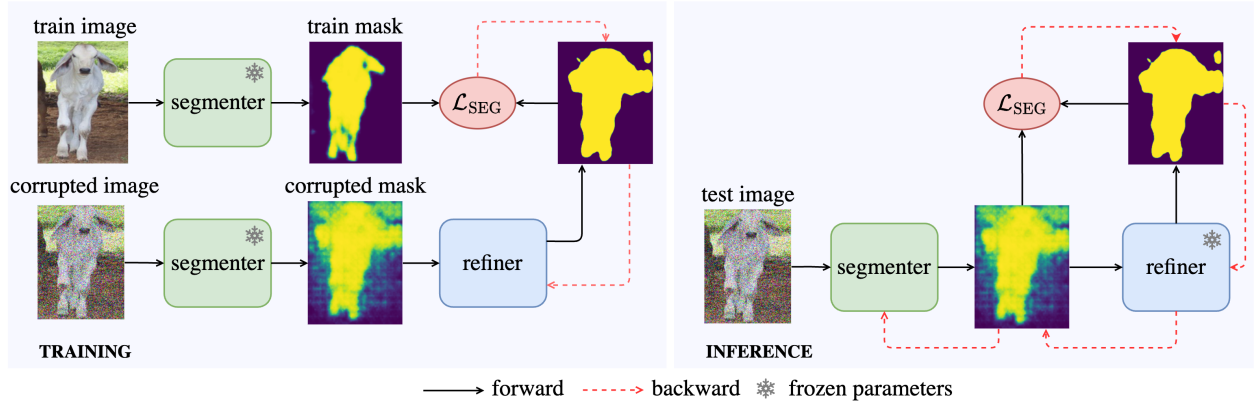 train image
train mask
segmenter
ℒSEG
corrupted image
corrupted mask
segmenter
refiner
TRAINING
ℒSEG
test image
segmenter
refiner
INFERENCE
forward
backward
frozen parameters